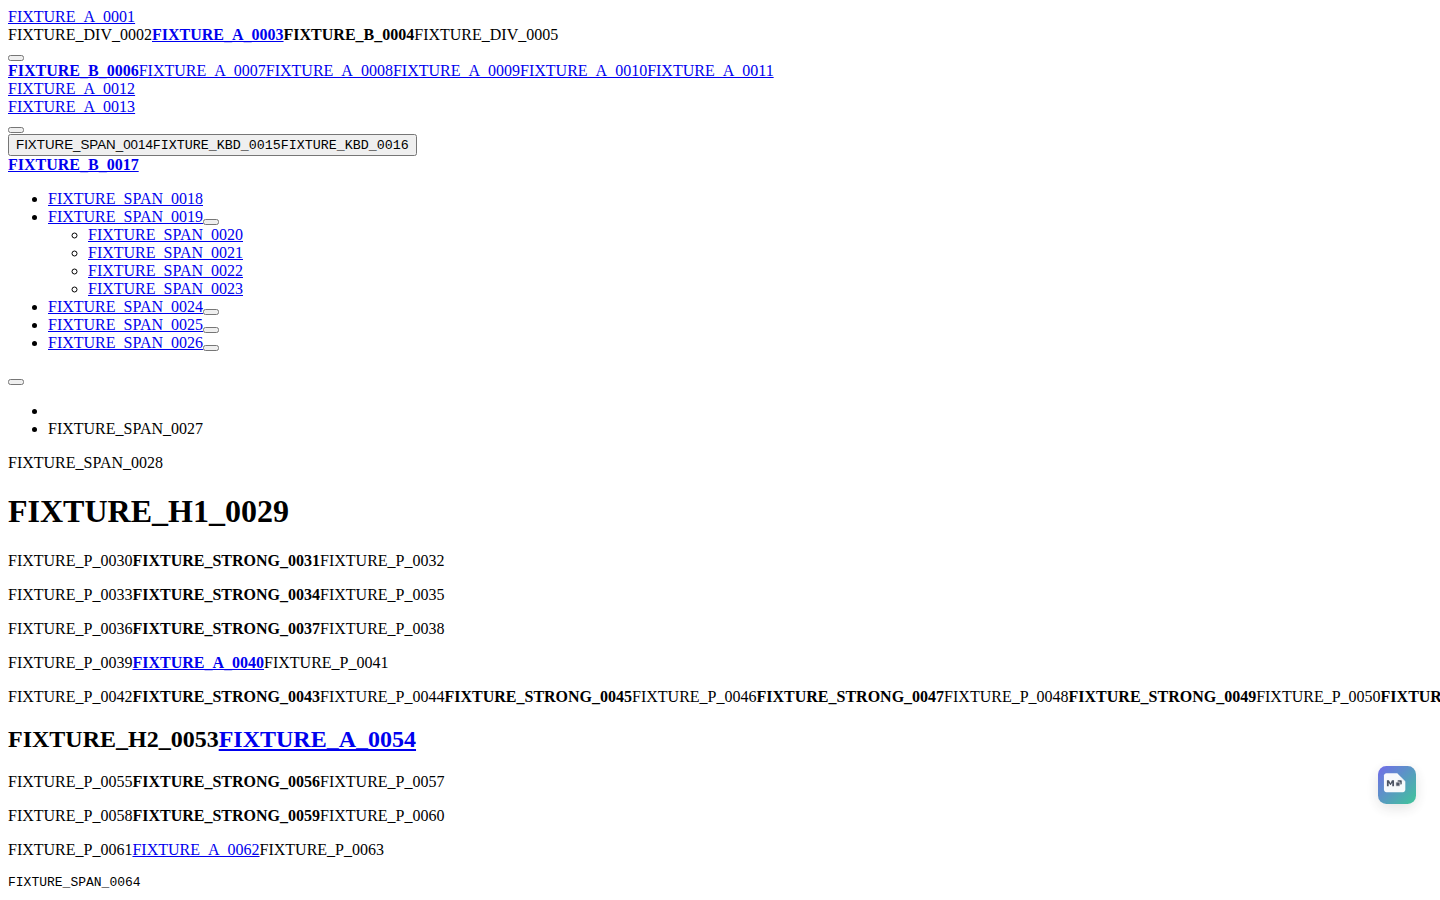 FIXTURE_A_0001
FIXTURE_DIV_0002FIXTURE_A_0003FIXTURE_B_0004FIXTURE_DIV_0005
FIXTURE_B_0006FIXTURE_A_0007FIXTURE_A_0008FIXTURE_A_0009FIXTURE_A_0010FIXTURE_A_0011
FIXTURE_A_0012
FIXTURE_A_0013
FIXTURE_SPAN_0014FIXTURE_KBD_0015FIXTURE_KBD_0016
FIXTURE_B_0017
FIXTURE_SPAN_0018
FIXTURE_SPAN_0019
FIXTURE_SPAN_0020
FIXTURE_SPAN_0021
FIXTURE_SPAN_0022
FIXTURE_SPAN_0023
FIXTURE_SPAN_0024
FIXTURE_SPAN_0025
FIXTURE_SPAN_0026
FIXTURE_SPAN_0027
FIXTURE_SPAN_0028
FIXTURE_H1_0029
FIXTURE_P_0030FIXTURE_STRONG_0031FIXTURE_P_0032
FIXTURE_P_0033FIXTURE_STRONG_0034FIXTURE_P_0035
FIXTURE_P_0036FIXTURE_STRONG_0037FIXTURE_P_0038
FIXTURE_P_0039FIXTURE_A_0040FIXTURE_P_0041
FIXTURE_P_0042FIXTURE_STRONG_0043FIXTURE_P_0044FIXTURE_STRONG_0045FIXTURE_P_0046FIXTURE_STRONG_0047FIXTURE_P_0048FIXTURE_STRONG_0049FIXTURE_P_0050FIXTUR
FIXTURE_H2_0053FIXTURE_A_0054
FIXTURE_P_0055FIXTURE_STRONG_0056FIXTURE_P_0057
FIXTURE_P_0058FIXTURE_STRONG_0059FIXTURE_P_0060
FIXTURE_P_0061FIXTURE_A_0062FIXTURE_P_0063
FIXTURE_SPAN_0064